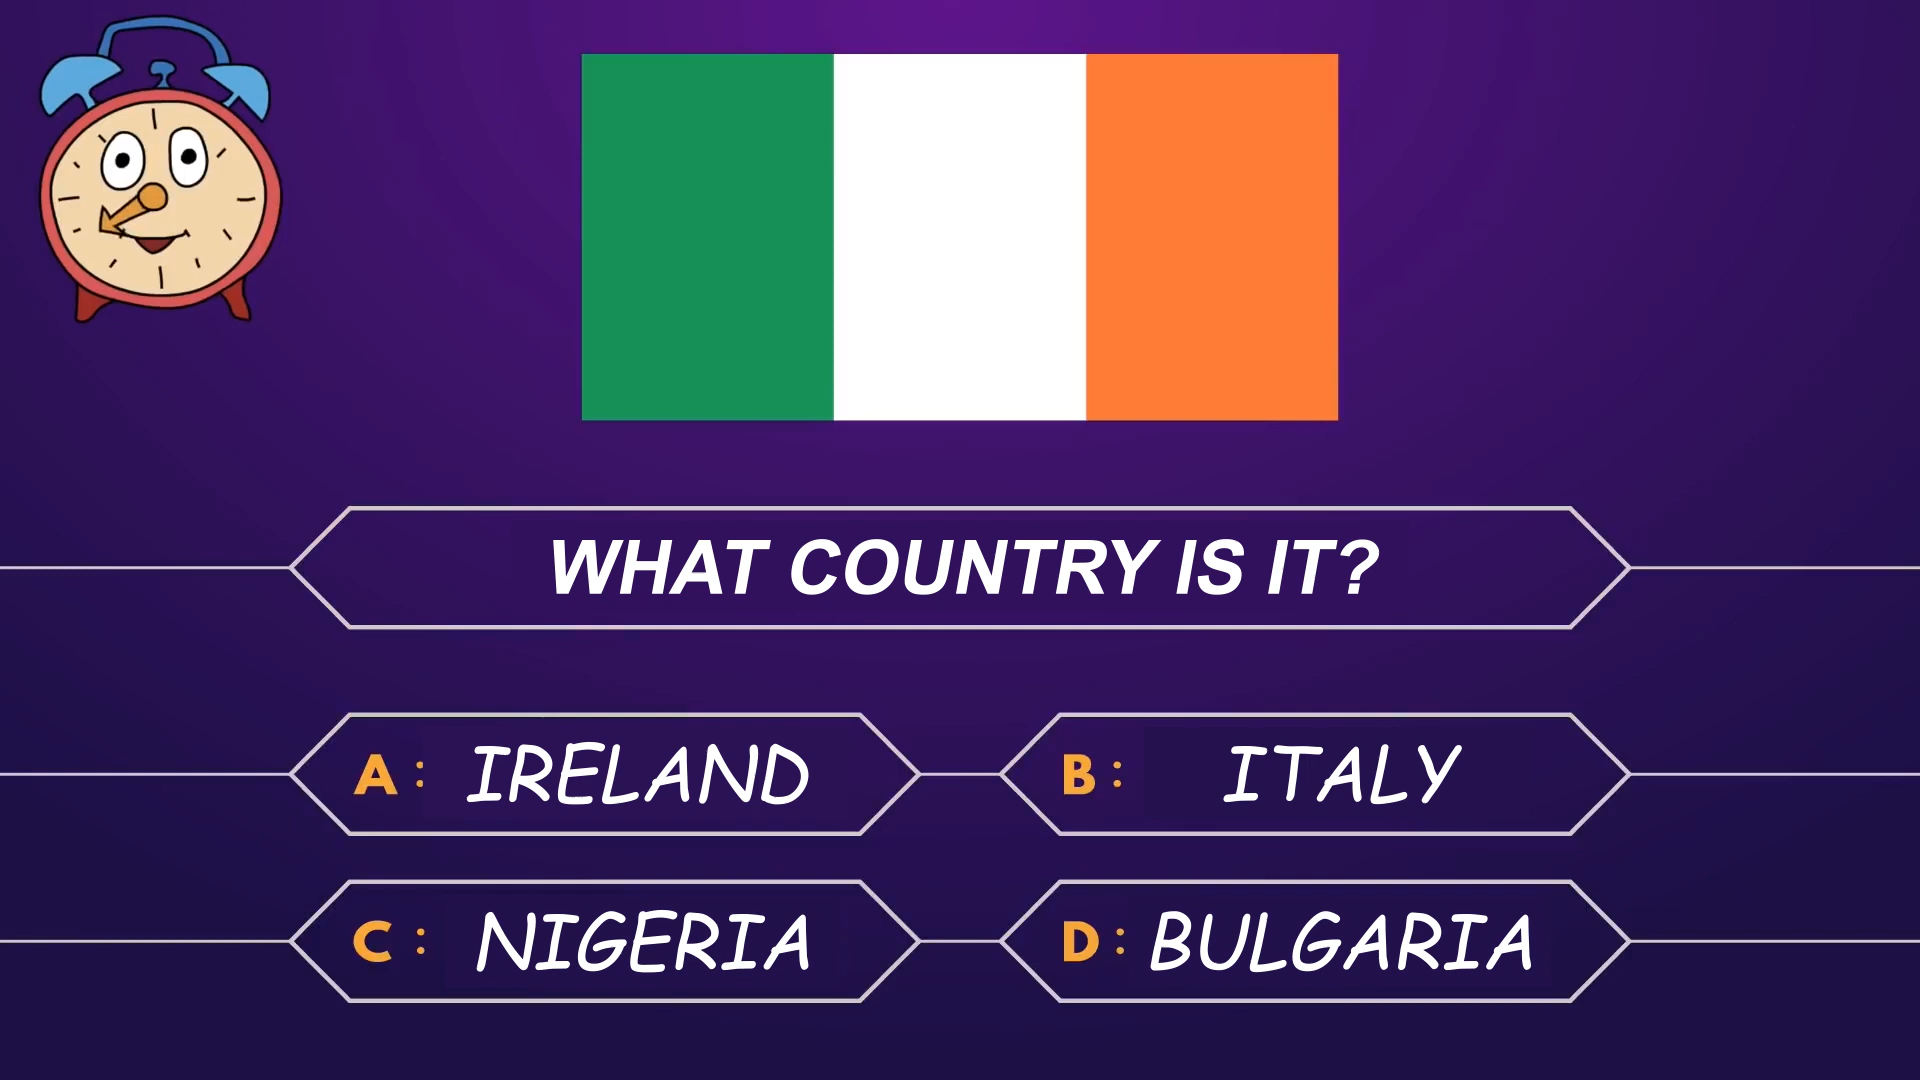 WHAT COUNTRY IS IT?
A : IRELAND
B : ITALY
C : NIGERIA
D : BULGARIA